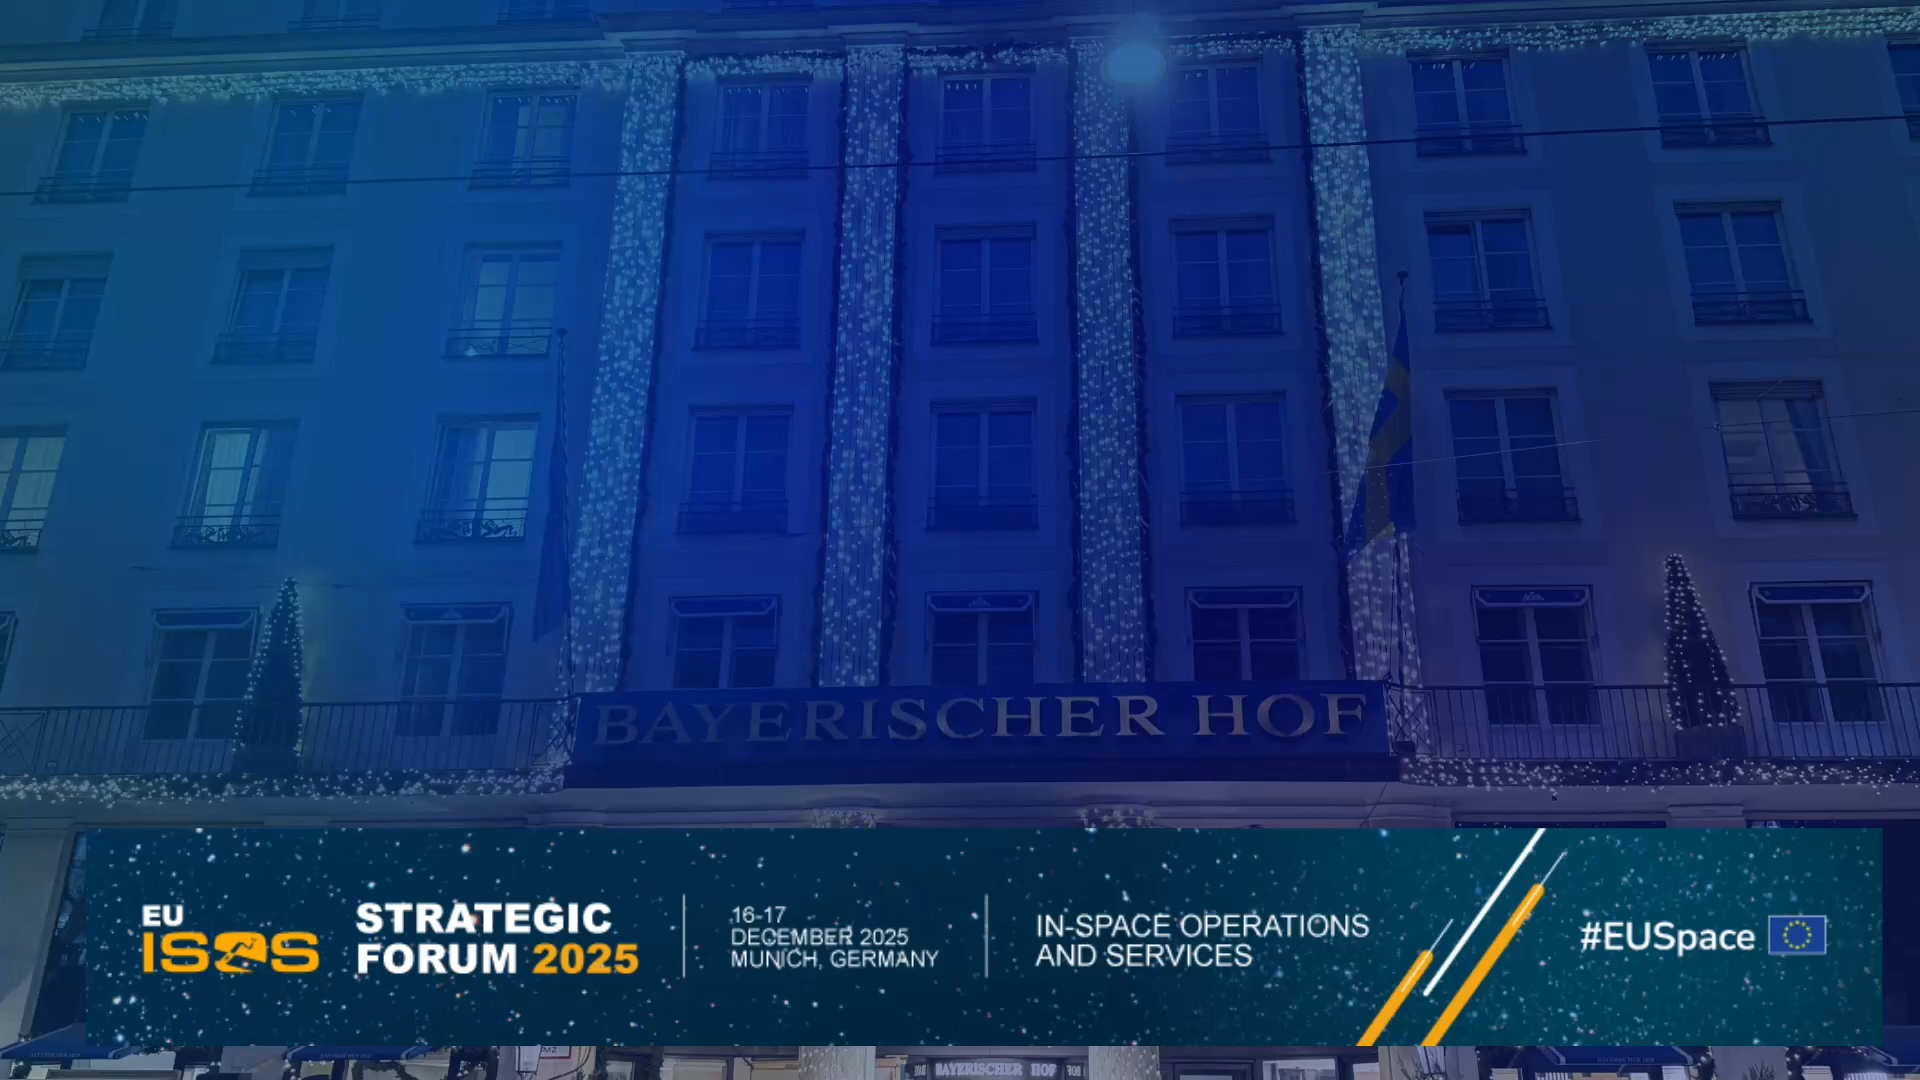 BAYERISCHER HOF
EU
ISOS
STRATEGIC
FORUM 2025
16-17
DECEMBER 2025
MUNICH, GERMANY
IN-SPACE OPERATIONS
AND SERVICES
#EUSpace
BAYERISCHER HOF